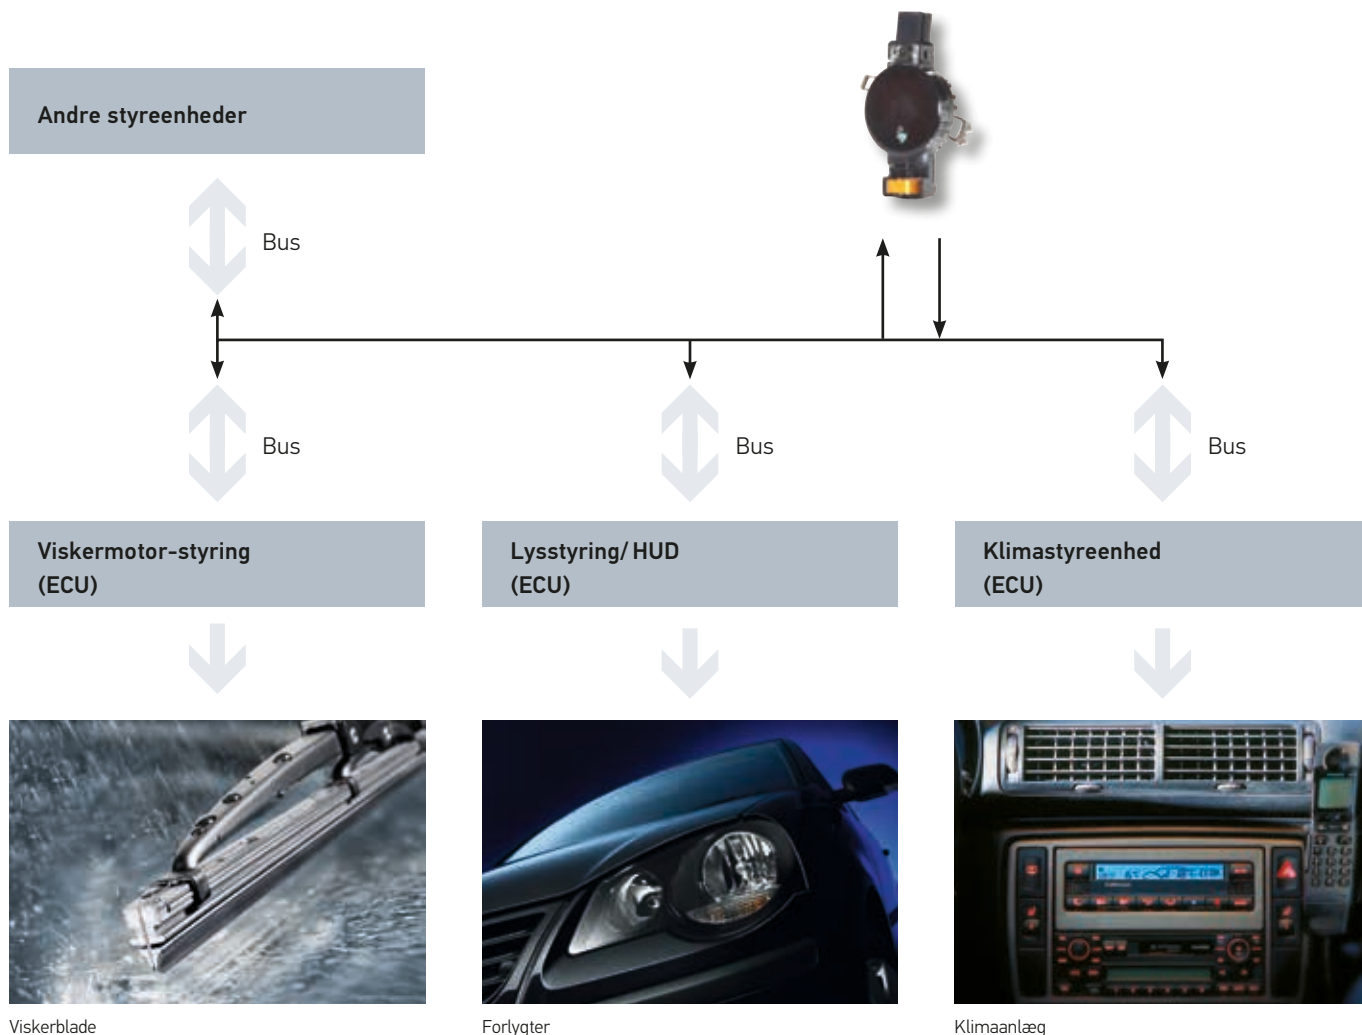 Andre styreenheder
Bus
Bus
Bus
Bus
Viskermotor-styring
(ECU)
Lysstyring/ HUD
(ECU)
Klimastyreenhed
(ECU)
Viskerblade
Forlygter
Klimaanlæg